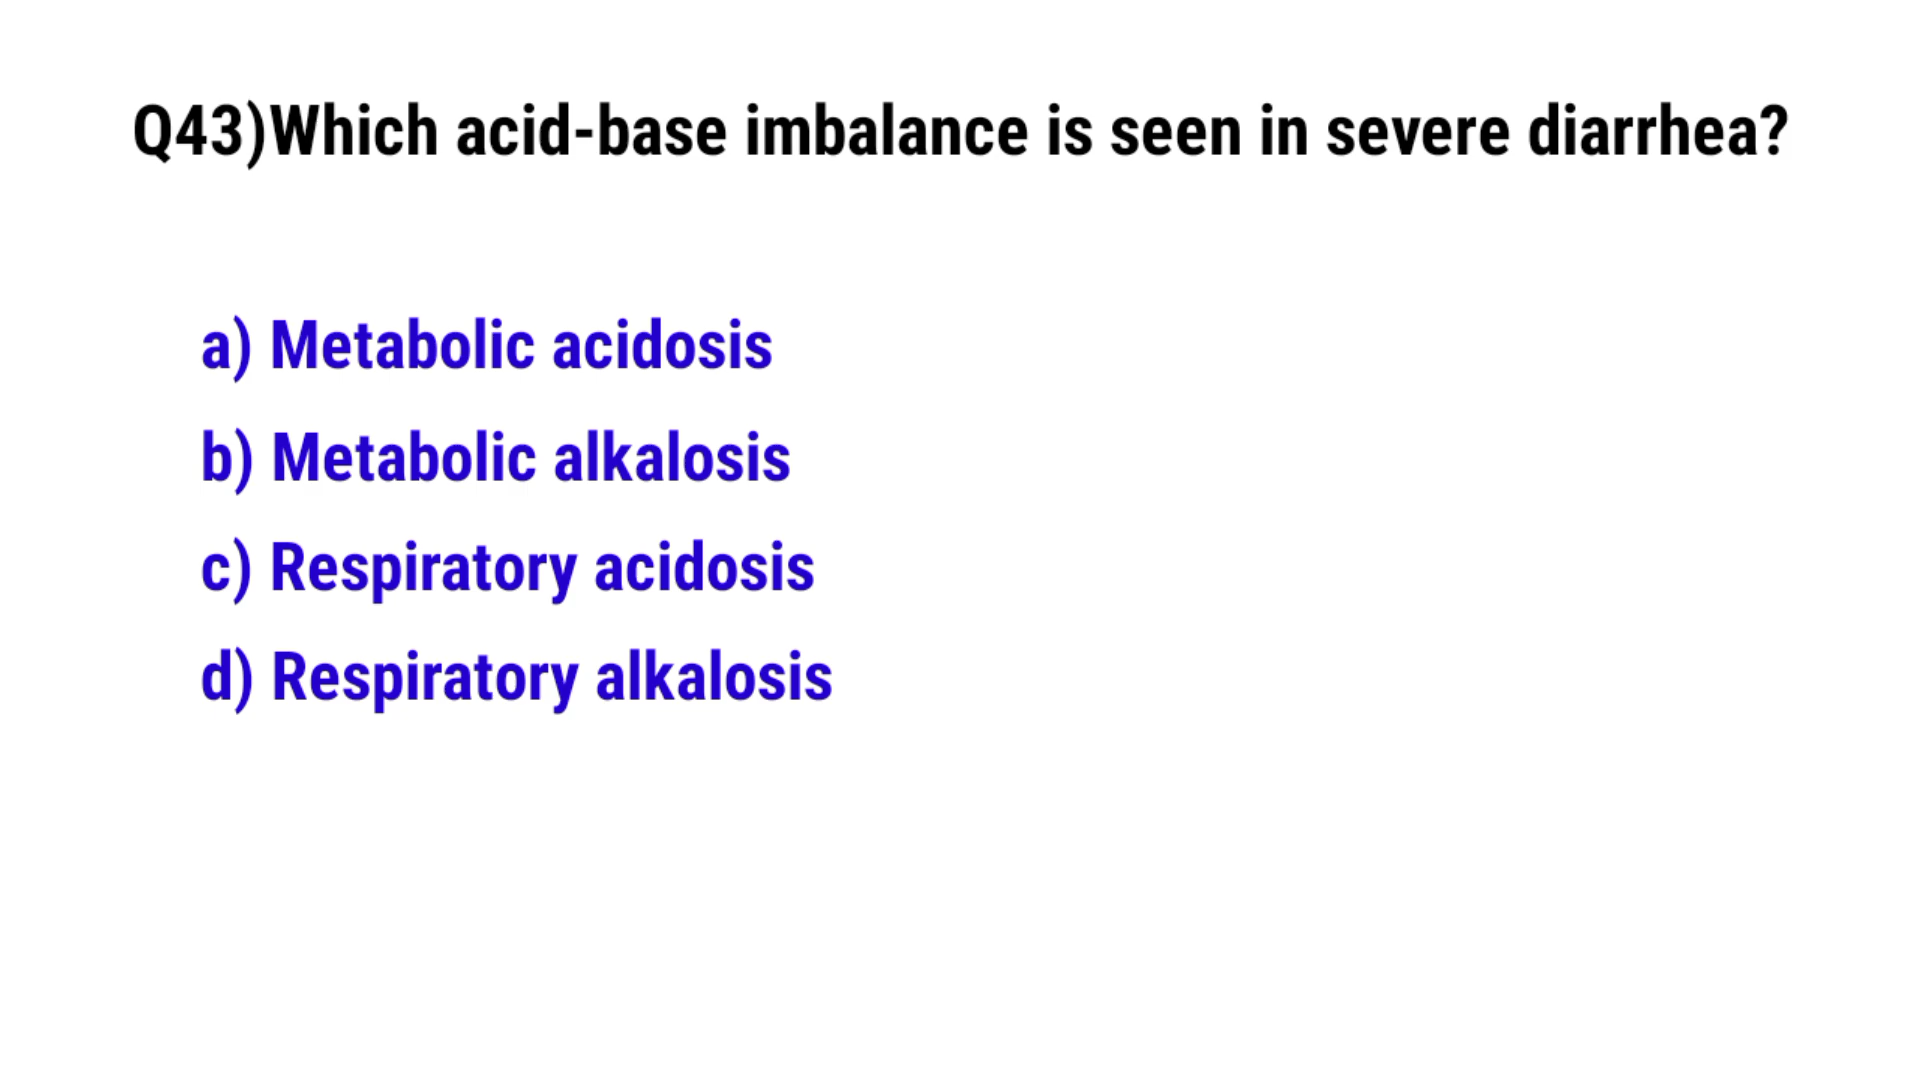 Q43)Which acid-base imbalance is seen in severe diarrhea?
a) Metabolic acidosis
b) Metabolic alkalosis
c) Respiratory acidosis
d) Respiratory alkalosis